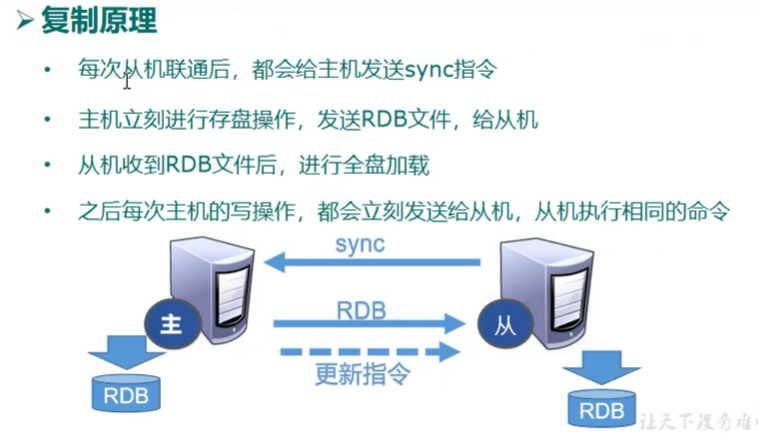 复制原理
每次从机联通后，都会给主机发送sync指令
主机立刻进行存盘操作，发送RDB文件，给从机
从机收到RDB文件后，进行全盘加载
之后每次主机的写操作，都会立刻发送给从机，从机执行相同的命令
sync
主
RDB
从
更新指令
RDB
RDB
让天下没有难